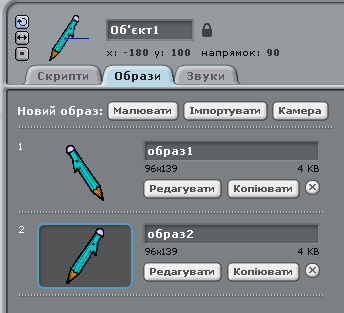 Об'єкт1
x: -180 y: 100 напрямок: 90
Скрипти Образи Звуки
Новий образ: Малювати Імпортувати Камера
1 образ1
96x139 4 KB
Редагувати Копіювати
2 образ2
96x139 4 KB
Редагувати Копіювати